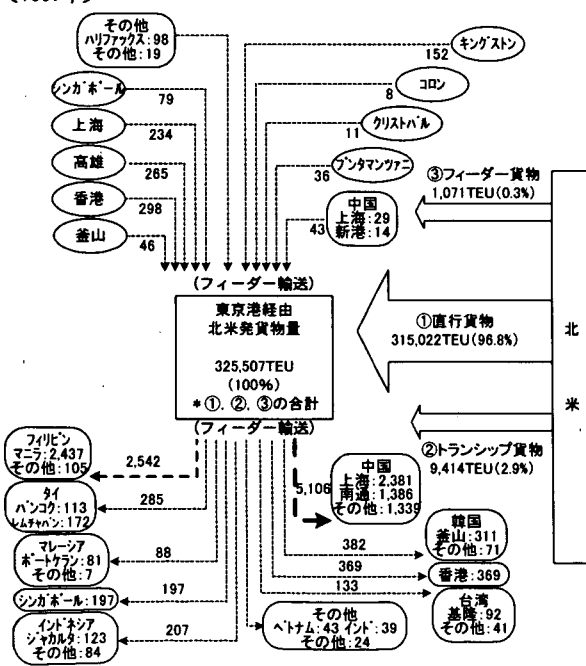 その他
ハリファックス:98
その他:19
キングストン
152
シンガポール
79
コロン
8
上海
234
クリストバル
11
高雄
265
プンタマンツァニ
36
③フィーダー貨物
1,071TEU(0.3%)
香港
298
中国
上海:29
新港:14
43
釜山
46
(フィーダー輸送)
東京港経由
北米発貨物量
325,507TEU
(100%)
*①,②,③の合計
(フィーダー輸送)
①直行貨物
315,022TEU(96.8%)
北
米
②トランシップ貨物
9,414TEU(2.9%)
フィリピン
マニラ:2,437
その他:105
2,542
中国
上海:2,381
南通:1,386
その他:1,339
5,106
タイ
バンコク:113
レムチャバン:172
285
韓国
釜山:311
その他:71
382
マレーシア
ポートケラン:81
その他:7
88
香港:369
369
シンガポール:197
197
台湾
基隆:92
その他:41
133
インドネシア
ジャカルタ:123
その他:84
207
その他
ベトナム:43 インド:39
その他:24